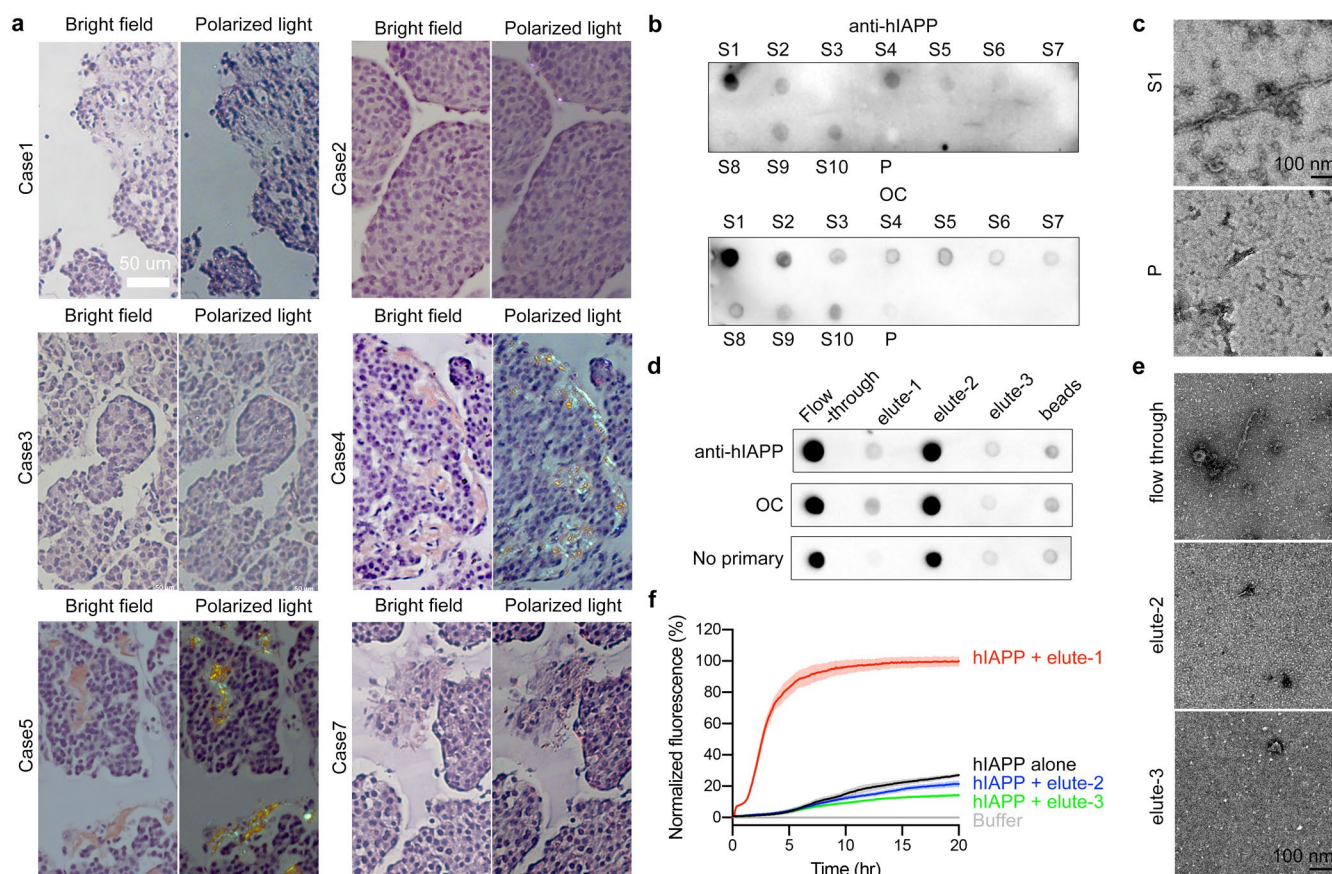 a
Bright field Polarized light
Case1
50 um
Bright field Polarized light
Case2
Bright field Polarized light
Case3
Bright field Polarized light
Case4
Bright field Polarized light
Case5
Bright field Polarized light
Case7
b
anti-hIAPP
S1 S2 S3 S4 S5 S6 S7
S8 S9 S10 P
OC
S1 S2 S3 S4 S5 S6 S7
S8 S9 S10 P
c
S1
100 nm
P
d
Flow
-through
elute-1
elute-2
elute-3
beads
anti-hIAPP
OC
No primary
e
flow through
elute-2
elute-3
100 nm
f
Normalized fluorescence (%)
120
100
80
60
40
20
0
hIAPP + elute-1
hIAPP alone
hIAPP + elute-2
hIAPP + elute-3
Buffer
0 5 10 15 20
Time (hr)